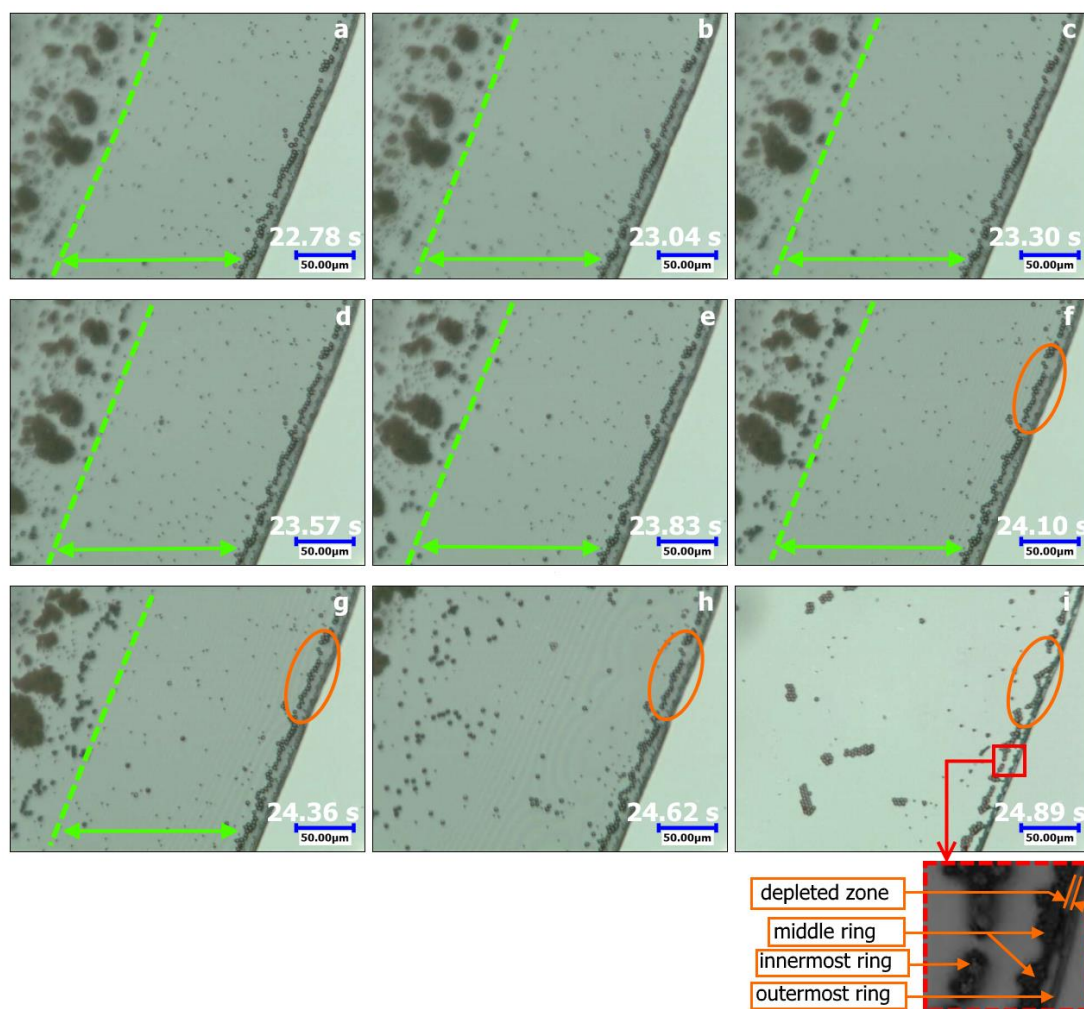 a
22.78 s
50.00µm
b
23.04 s
50.00µm
c
23.30 s
50.00µm
d
23.57 s
50.00µm
e
23.83 s
50.00µm
f
24.10 s
50.00µm
g
24.36 s
50.00µm
h
24.62 s
50.00µm
i
24.89 s
50.00µm
depleted zone
middle ring
innermost ring
outermost ring